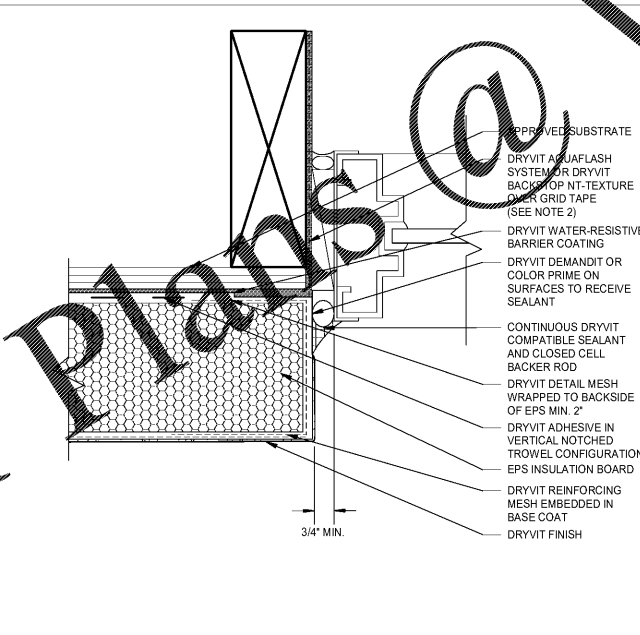 Plans @
APPROVED SUBSTRATE
DRYVIT AQUAFLASH
SYSTEM OR DRYVIT
BACKSTOP NT-TEXTURE
OVER GRID TAPE
(SEE NOTE 2)
DRYVIT WATER-RESISTIVE
BARRIER COATING
DRYVIT DEMANDIT OR
COLOR PRIME ON
SURFACES TO RECEIVE
SEALANT
CONTINUOUS DRYVIT
COMPATIBLE SEALANT
AND CLOSED CELL
BACKER ROD
DRYVIT DETAIL MESH
WRAPPED TO BACKSIDE
OF EPS MIN. 2"
DRYVIT ADHESIVE IN
VERTICAL NOTCHED
TROWEL CONFIGURATION
EPS INSULATION BOARD
DRYVIT REINFORCING
MESH EMBEDDED IN
BASE COAT
DRYVIT FINISH
3/4" MIN.